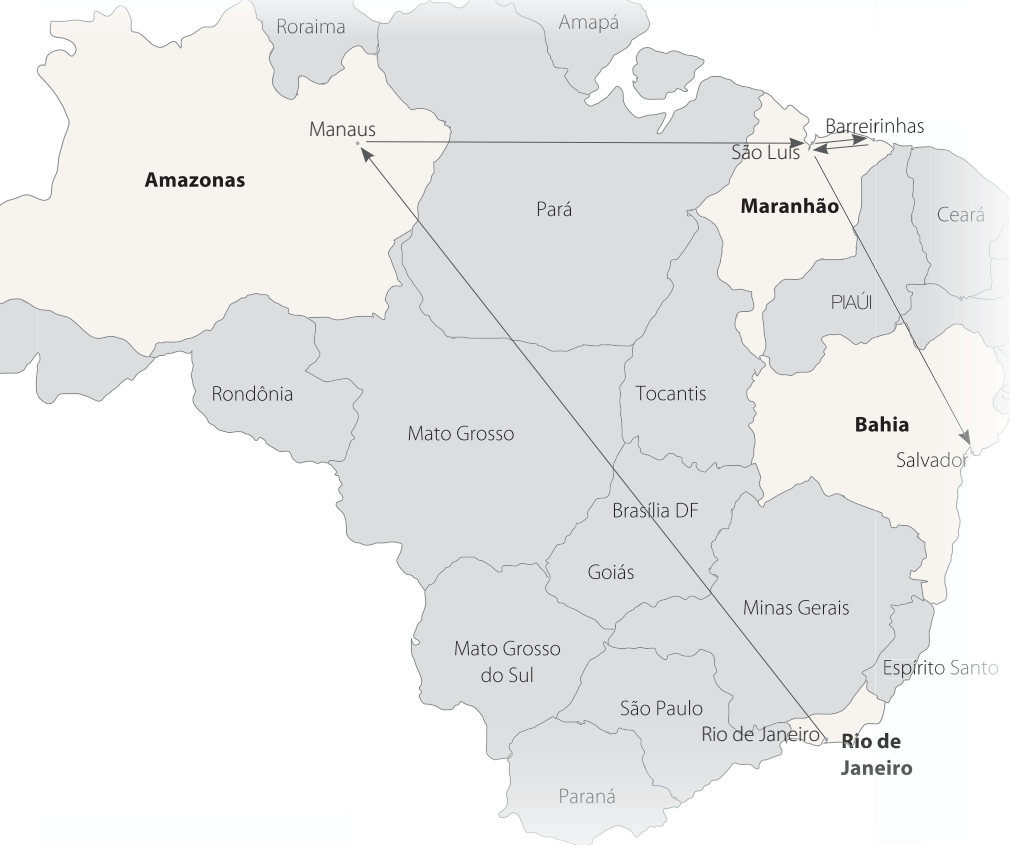 Roraima
Amapá
Manaus
Barreirinhas
São Luís
Amazonas
Maranhão
Pará
Ceará
PIAÚI
Rondônia
Tocantis
Mato Grosso
Bahia
Salvador
Brasília DF
Goiás
Minas Gerais
Mato Grosso
do Sul
Espírito Santo
São Paulo
Rio de Janeiro
Rio de
Janeiro
Paraná